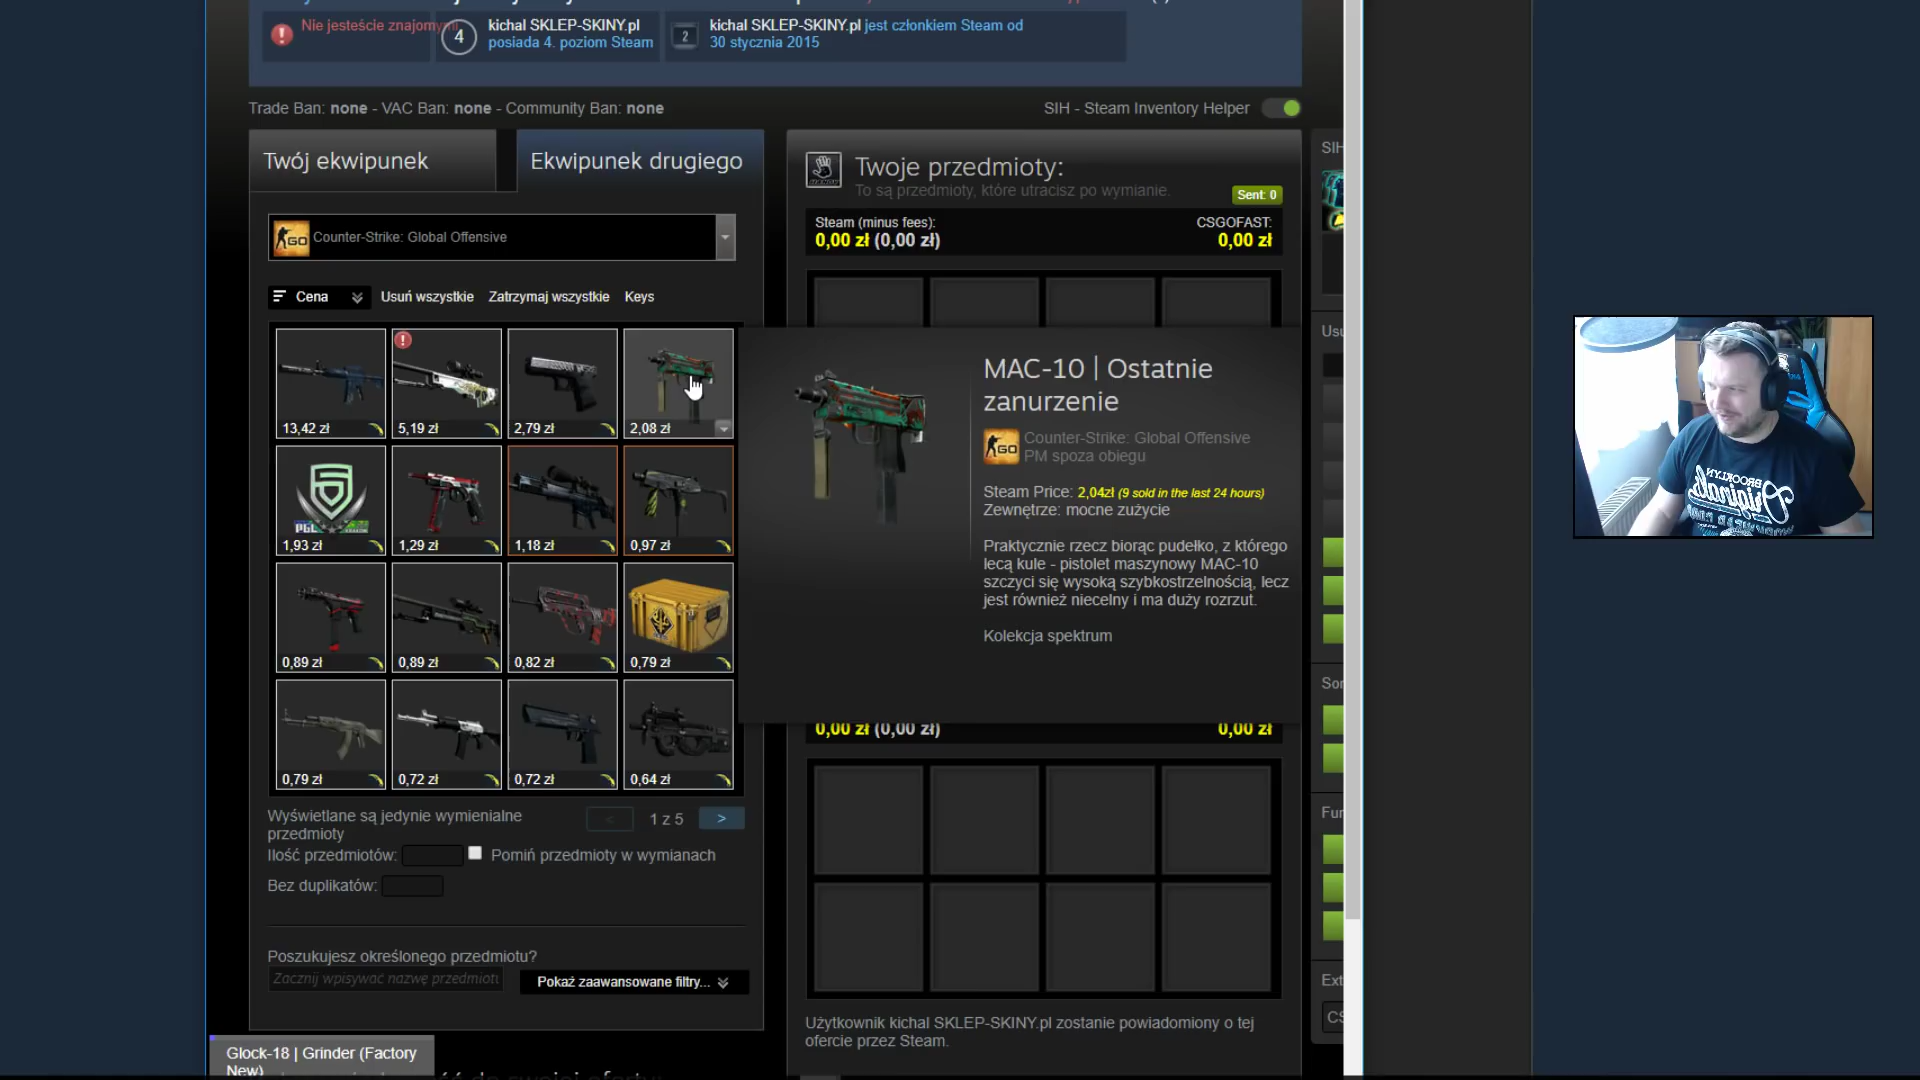 Nie jesteście znajomymi
4
kichal SKLEP-SKINY.pl
posiada 4. poziom Steam
2
kichal SKLEP-SKINY.pl jest członkiem Steam od
30 stycznia 2015
Trade Ban: none - VAC Ban: none - Community Ban: none
SIH - Steam Inventory Helper
Twój ekwipunek
Ekwipunek drugiego
Counter-Strike: Global Offensive
Cena
Usuń wszystkie
Zatrzymaj wszystkie
Keys
13,42 zł
5,19 zł
2,79 zł
2,08 zł
1,93 zł
1,29 zł
1,18 zł
0,97 zł
0,89 zł
0,89 zł
0,82 zł
0,79 zł
0,79 zł
0,72 zł
0,72 zł
0,64 zł
Wyświetlane są jedynie wymienialne
przedmioty
<
1 z 5
>
Ilość przedmiotów:
Pomiń przedmioty w wymianach
Bez duplikatów:
Poszukujesz określonego przedmiotu?
Zacznij wpisywać nazwę przedmiotu
Pokaż zaawansowane filtry...
Glock-18 | Grinder (Factory
New)
Twoje przedmioty:
To są przedmioty, które utracisz po wymianie.
Sent: 0
Steam (minus fees):
CSGOFAST:
0,00 zł (0,00 zł)
0,00 zł
MAC-10 | Ostatnie
zanurzenie
Counter-Strike: Global Offensive
PM spoza obiegu
Steam Price: 2,04zł (9 sold in the last 24 hours)
Zewnętrze: mocne zużycie
Praktycznie rzecz biorąc pudełko, z którego
lecą kule - pistolet maszynowy MAC-10
szczyci się wysoką szybkostrzelnością, lecz
jest również niecelny i ma duży rozrzut.
Kolekcja spektrum
0,00 zł (0,00 zł)
0,00 zł
Użytkownik kichal SKLEP-SKINY.pl zostanie powiadomiony o tej
ofercie przez Steam.
SIH
BROOKLYN
Originals